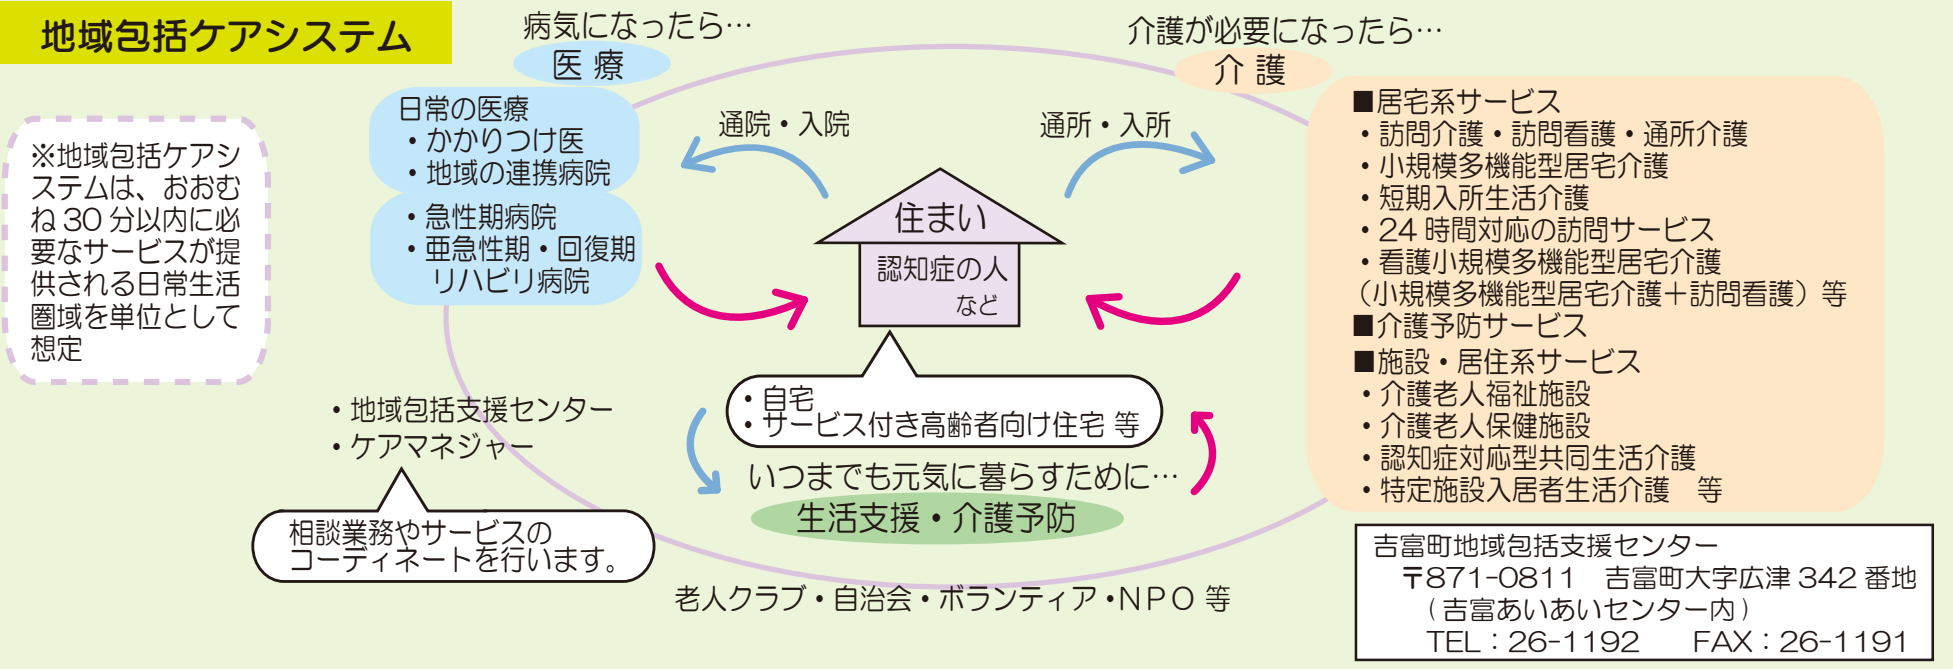 地域包括ケアシステム
病気になったら…
医 療
介護が必要になったら…
介 護
※地域包括ケアシ
ステムは、おおむ
ね 30 分以内に必
要なサービスが提
供される日常生活
圏域を単位として
想定
日常の医療
・かかりつけ医
・地域の連携病院
・急性期病院
・亜急性期・回復期
リハビリ病院
通院・入院
通所・入所
住まい
認知症の人
など
・自宅
・サービス付き高齢者向け住宅 等
■居宅系サービス
・訪問介護・訪問看護・通所介護
・小規模多機能型居宅介護
・短期入所生活介護
・24 時間対応の訪問サービス
・看護小規模多機能型居宅介護
（小規模多機能型居宅介護＋訪問看護）等
■介護予防サービス
■施設・居住系サービス
・介護老人福祉施設
・介護老人保健施設
・認知症対応型共同生活介護
・特定施設入居者生活介護　等
・地域包括支援センター
・ケアマネジャー
相談業務やサービスの
コーディネートを行います。
いつまでも元気に暮らすために…
生活支援・介護予防
老人クラブ・自治会・ボランティア・NPO 等
吉富町地域包括支援センター
〒871-0811　吉富町大字広津 342 番地
（吉富あいあいセンター内）
TEL：26-1192　FAX：26-1191